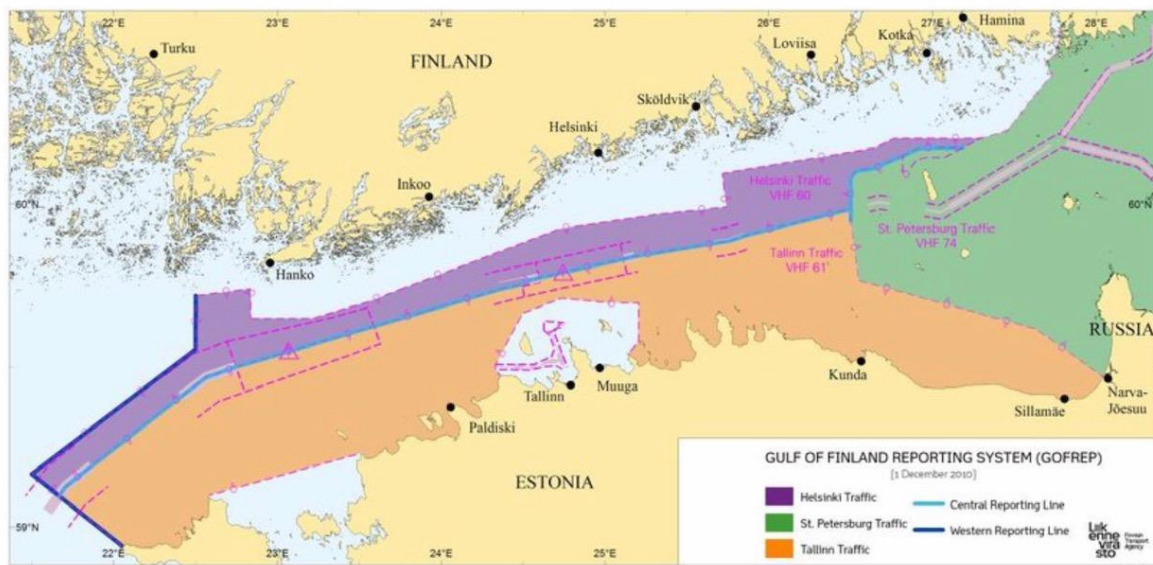 22°E
23°E
24°E
25°E
26°E
27°E
28°E
Hamina
Turku
Kotka
Loviisa
FINLAND
Sköldvik
Helsinki
Helsinki Traffic
VHF 60
Inkoo
60°N
60°N
St. Petersburg Traffic
VHF 74
Tallinn Traffic
VHF 61
Hanko
RUSSIA
Kunda
Muuga
Tallinn
Narva-
Jõesuu
Sillamäe
Paldiski
ESTONIA
59°N
22°E
23°E
24°E
25°E
GULF OF FINLAND REPORTING SYSTEM (GOFREP)
[1 December 2010]
Helsinki Traffic
St. Petersburg Traffic
Tallinn Traffic
Central Reporting Line
Western Reporting Line
Liikennevirasto
Finnish
Transport
Agency